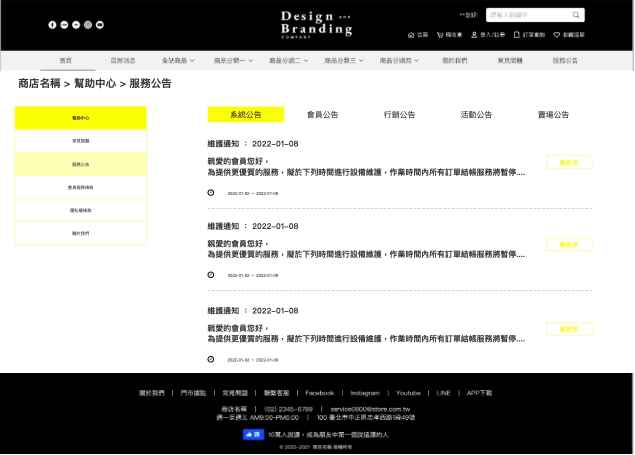 Design
Branding
COMPANY
**您好:
請輸入關鍵字
首頁
購物車
登入/註冊
訂單查詢
收藏清單
首頁
最新消息
全站商品
商品分類一
商品分類二
商品分類三
商品分類四
關於我們
常見問題
服務公告
商店名稱 > 幫助中心 > 服務公告
幫助中心
常見問題
服務公告
會員服務條款
隱私權條款
關於我們
系統公告
會員公告
行銷公告
活動公告
賣場公告
維護通知 ： 2022-01-08
親愛的會員您好，
為提供更優質的服務，擬於下列時間進行設備維護，作業時間內所有訂單結帳服務將暫停....
看更多
2022-01-02 ～ 2022-01-09
維護通知 ： 2022-01-08
親愛的會員您好，
為提供更優質的服務，擬於下列時間進行設備維護，作業時間內所有訂單結帳服務將暫停....
看更多
2022-01-02 ～ 2022-01-09
維護通知 ： 2022-01-08
親愛的會員您好，
為提供更優質的服務，擬於下列時間進行設備維護，作業時間內所有訂單結帳服務將暫停....
看更多
2022-01-02 ～ 2022-01-09
關於我們 | 門市據點 | 常見問題 | 聯繫客服 | Facebook | Instagram | Youtube | LINE | APP下載
商店名稱 | (02) 2345-6789 | service0800@store.com.tw
週一至週五 AM9:00-PM6:00 | 100 臺北市中正區忠孝西路1段49號
讚 10萬人說讚。成為朋友中第一個說這讚的人
© 2020-2021 商店名稱 版權所有